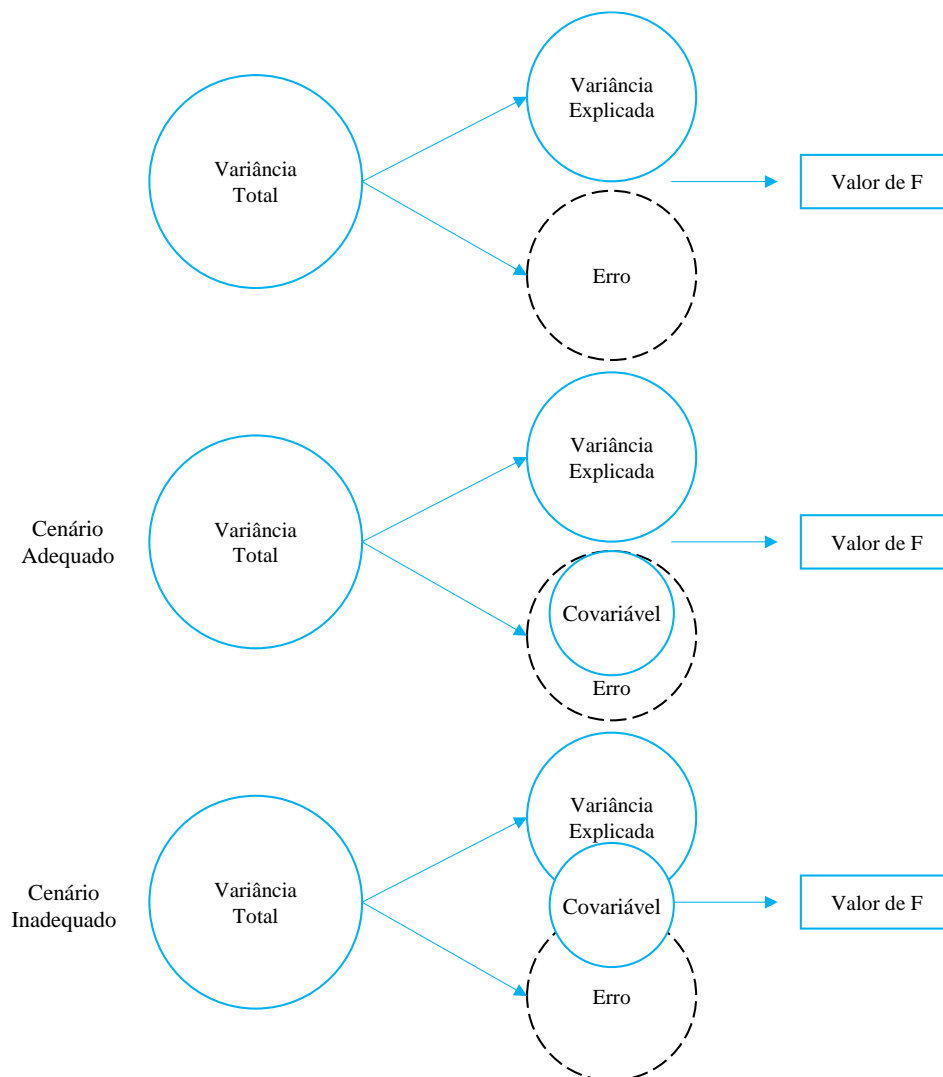 Variância
Total
Variância
Explicada
Erro
Valor de F
Cenário
Adequado
Variância
Total
Variância
Explicada
Covariável
Erro
Valor de F
Cenário
Inadequado
Variância
Total
Variância
Explicada
Covariável
Erro
Valor de F